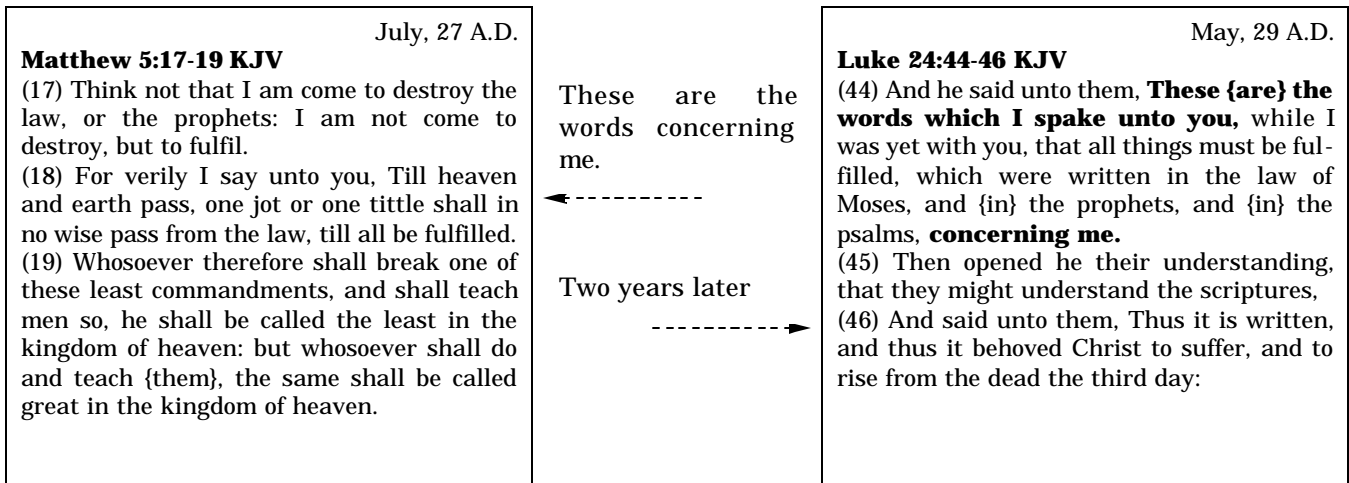 July, 27 A.D.
Matthew 5:17-19 KJV
(17) Think not that I am come to destroy the
law, or the prophets: I am not come to
destroy, but to fulfil.
(18) For verily I say unto you, Till heaven
and earth pass, one jot or one tittle shall in
no wise pass from the law, till all be fulfilled.
(19) Whosoever therefore shall break one of
these least commandments, and shall teach
men so, he shall be called the least in the
kingdom of heaven: but whosoever shall do
and teach {them}, the same shall be called
great in the kingdom of heaven.
These are the
words concerning
me.
Two years later
May, 29 A.D.
Luke 24:44-46 KJV
(44) And he said unto them, These {are} the
words which I spake unto you, while I
was yet with you, that all things must be ful-
filled, which were written in the law of
Moses, and {in} the prophets, and {in} the
psalms, concerning me.
(45) Then opened he their understanding,
that they might understand the scriptures,
(46) And said unto them, Thus it is written,
and thus it behoved Christ to suffer, and to
rise from the dead the third day: